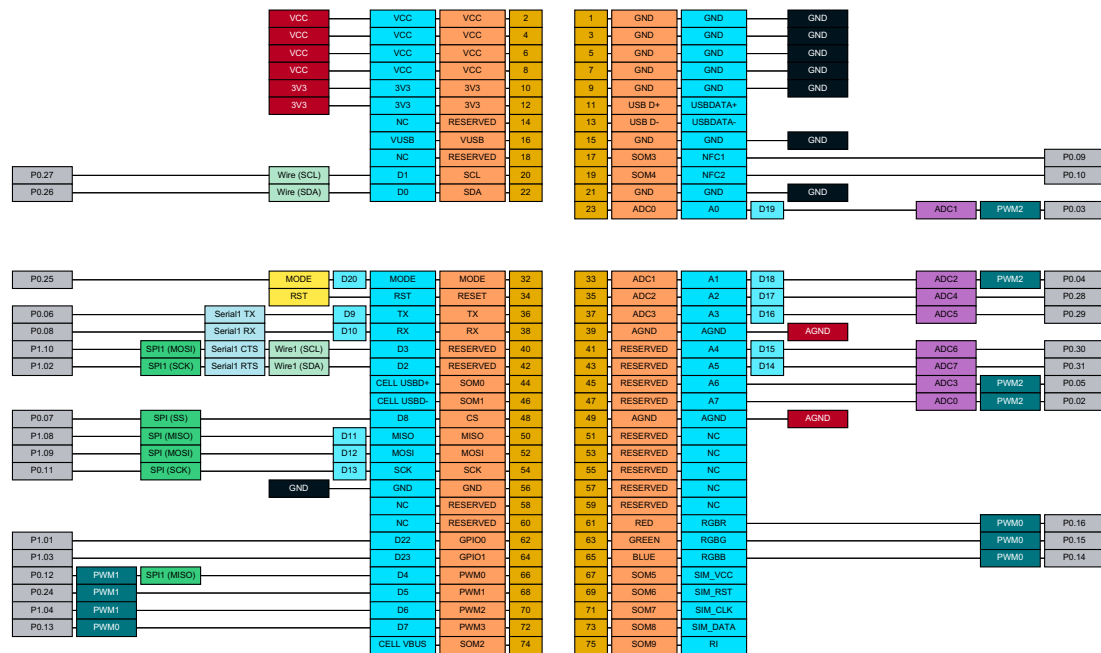 VCC VCC VCC 2 1 GND GND GND
VCC VCC VCC 4 3 GND GND GND
VCC VCC VCC 6 5 GND GND GND
VCC VCC VCC 8 7 GND GND GND
3V3 3V3 3V3 10 9 GND GND GND
3V3 3V3 3V3 12 11 USB D+ USBDATA+
NC RESERVED 14 13 USB D- USBDATA-
VUSB VUSB 16 15 GND GND GND
NC RESERVED 18 17 SOM3 NFC1 P0.09
P0.27 Wire (SCL) D1 SCL 20 19 SOM4 NFC2 P0.10
P0.26 Wire (SDA) D0 SDA 22 21 GND GND GND
23 ADC0 A0 D19 ADC1 PWM2 P0.03
P0.25 MODE D20 MODE MODE 32 33 ADC1 A1 D18 ADC2 PWM2 P0.04
RST RST RESET 34 35 ADC2 A2 D17 ADC4 P0.28
P0.06 Serial1 TX D9 TX TX 36 37 ADC3 A3 D16 ADC5 P0.29
P0.08 Serial1 RX D10 RX RX 38 39 AGND AGND AGND
P1.10 SPI1 (MOSI) Serial1 CTS Wire1 (SCL) D3 RESERVED 40 41 RESERVED A4 D15 ADC6 P0.30
P1.02 SPI1 (SCK) Serial1 RTS Wire1 (SDA) D2 RESERVED 42 43 RESERVED A5 D14 ADC7 P0.31
CELL USBD+ SOM0 44 45 RESERVED A6 ADC3 PWM2 P0.05
CELL USBD- SOM1 46 47 RESERVED A7 ADC0 PWM2 P0.02
P0.07 SPI (SS) D8 CS 48 49 AGND AGND AGND
P1.08 SPI (MISO) D11 MISO MISO 50 51 RESERVED NC
P1.09 SPI (MOSI) D12 MOSI MOSI 52 53 RESERVED NC
P0.11 SPI (SCK) D13 SCK SCK 54 55 RESERVED NC
GND GND GND 56 57 RESERVED NC
NC RESERVED 58 59 RESERVED NC
NC RESERVED 60 61 RED RGBR PWM0 P0.16
P1.01 D22 GPIO0 62 63 GREEN RGBG PWM0 P0.15
P1.03 D23 GPIO1 64 65 BLUE RGBB PWM0 P0.14
P0.12 PWM1 SPI1 (MISO) D4 PWM0 66 67 SOM5 SIM_VCC
P0.24 PWM1 D5 PWM1 68 69 SOM6 SIM_RST
P1.04 PWM1 D6 PWM2 70 71 SOM7 SIM_CLK
P0.13 PWM0 D7 PWM3 72 73 SOM8 SIM_DATA
CELL VBUS SOM2 74 75 SOM9 RI